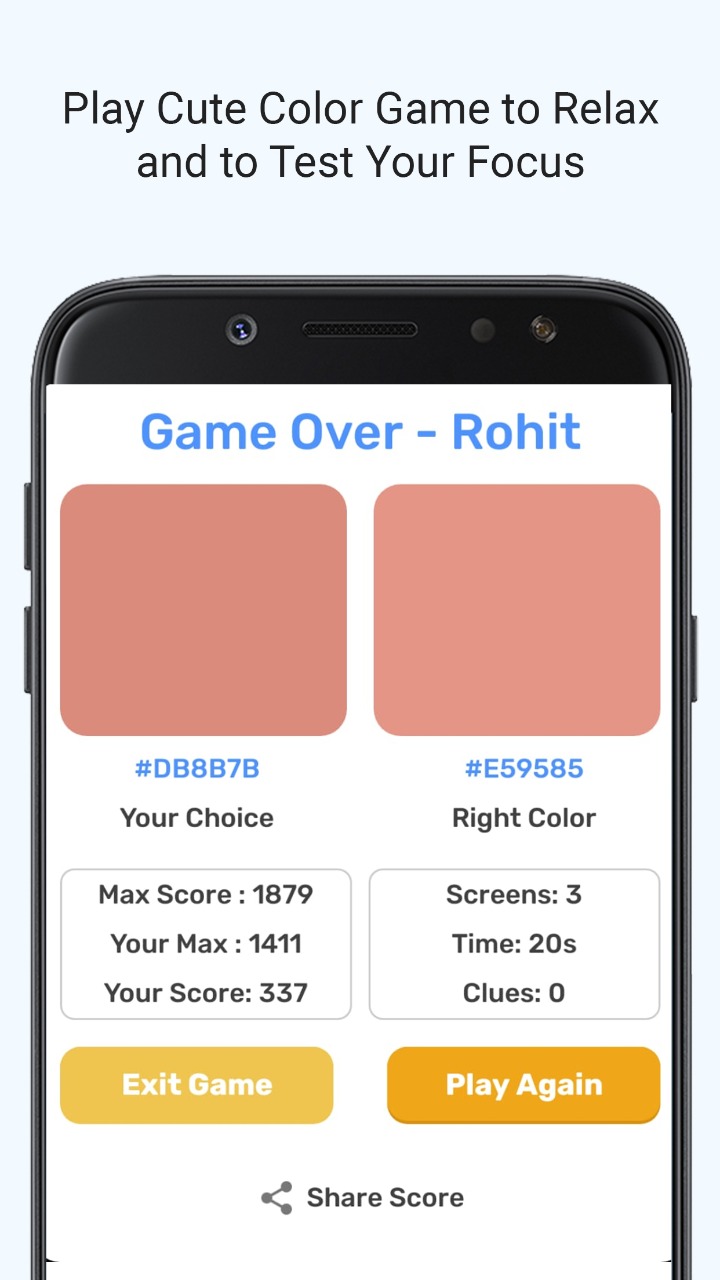 Play Cute Color Game to Relax
and to Test Your Focus
Game Over - Rohit
#DB8B7B
#E59585
Your Choice
Right Color
Max Score : 1879
Your Max : 1411
Your Score: 337
Screens: 3
Time: 20s
Clues: 0
Exit Game
Play Again
Share Score